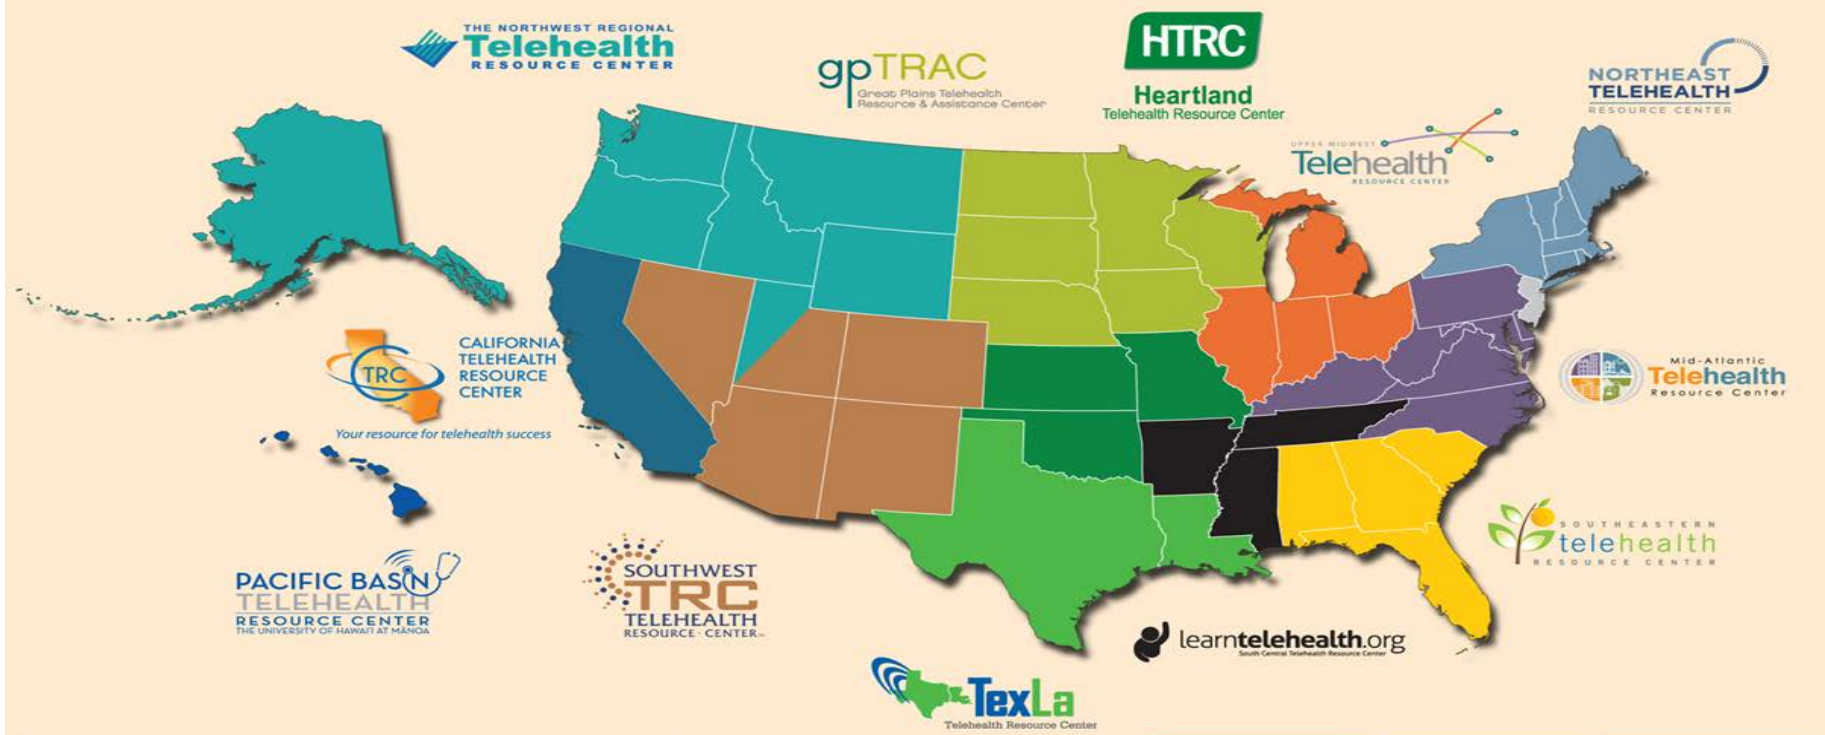 THE NORTHWEST REGIONAL
Telehealth
RESOURCE CENTER
gpTRAC
Great Plains Telehealth
Resource & Assistance Center
HTRC
Heartland
Telehealth Resource Center
NORTHEAST
TELEHEALTH
RESOURCE CENTER
UPPER MIDWEST
Telehealth
RESOURCE CENTER
TRC
CALIFORNIA
TELEHEALTH
RESOURCE
CENTER
Your resource for telehealth success
Mid-Atlantic
Telehealth
Resource Center
SOUTHEASTERN
telehealth
RESOURCE CENTER
PACIFIC BASIN
TELEHEALTH
RESOURCE CENTER
THE UNIVERSITY OF HAWAI'I AT MĀNOA
SOUTHWEST
TRC
TELEHEALTH
RESOURCE · CENTER
learntelehealth.org
South Central Telehealth Resource Center
TexLa
Telehealth Resource Center